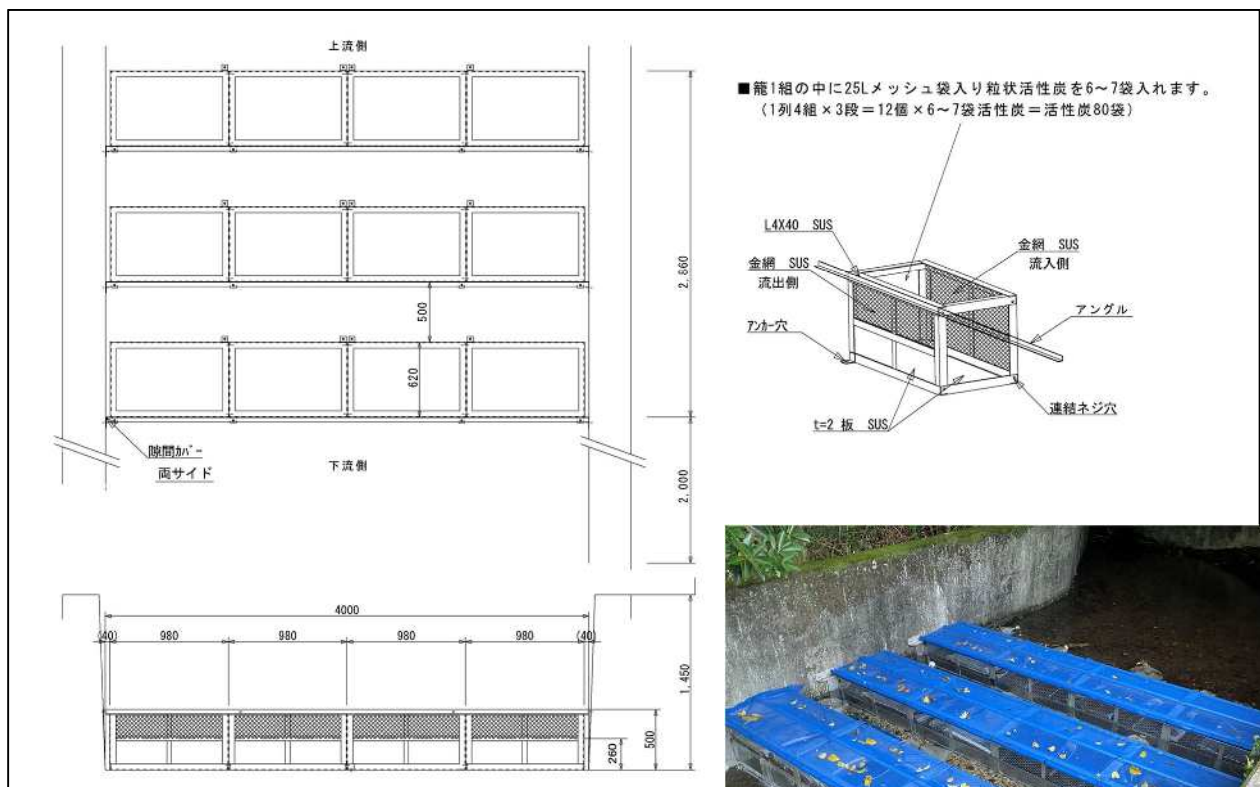 上流側
2,860
500
620
隙間ｶﾊﾞｰ
両サイド
下流側
2,000
4000
(40)
980
980
980
980
(40)
1,450
500
260
■籠1組の中に25Lメッシュ袋入り粒状活性炭を6～7袋入れます。
（1列4組×3段＝12個×6～7袋活性炭＝活性炭80袋）
L4X40 SUS
金網 SUS
流出側
ｱﾝｶｰ穴
金網 SUS
流入側
アングル
連結ネジ穴
t=2 板 SUS